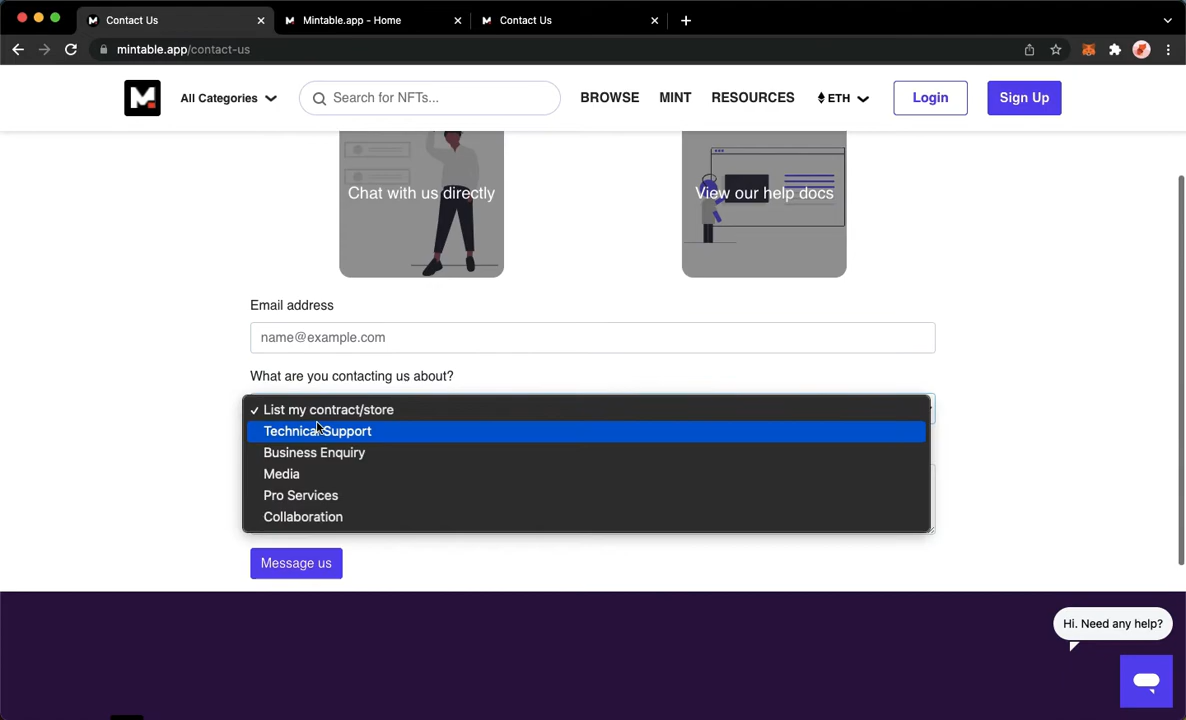 Contact Us
Mintable.app - Home
Contact Us
mintable.app/contact-us
All Categories
Search for NFTs...
BROWSE
MINT
RESOURCES
ETH
Login
Sign Up
Chat with us directly
View our help docs
Email address
name@example.com
What are you contacting us about?
✓ List my contract/store
Technical Support
Business Enquiry
Media
Pro Services
Collaboration
Message us
Hi. Need any help?